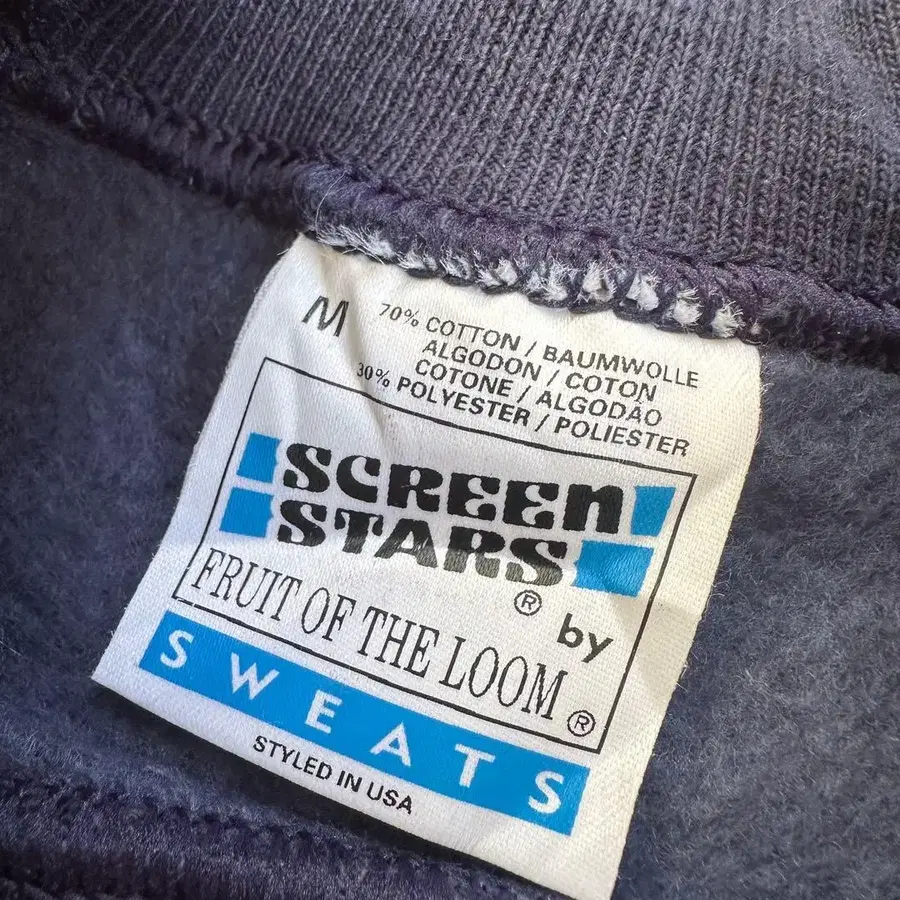 M
70% COTTON / BAUMWOLLE
ALGODON / COTON
COTONE / ALGODÃO
30% POLYESTER / POLIESTER
SCREEN
STARS ®
by
FRUIT OF THE LOOM ®
SWEATS
STYLED IN USA